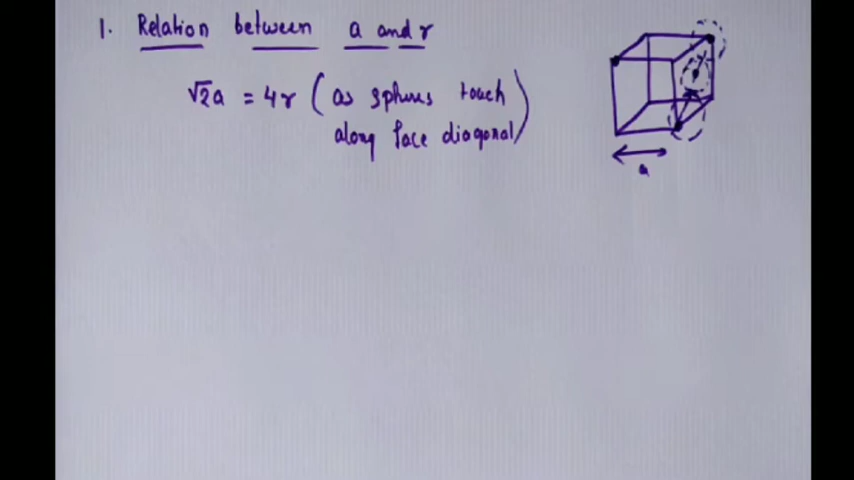 1. Relation between a and r
√2a = 4r (as spheres touch
along face diagonal)
a